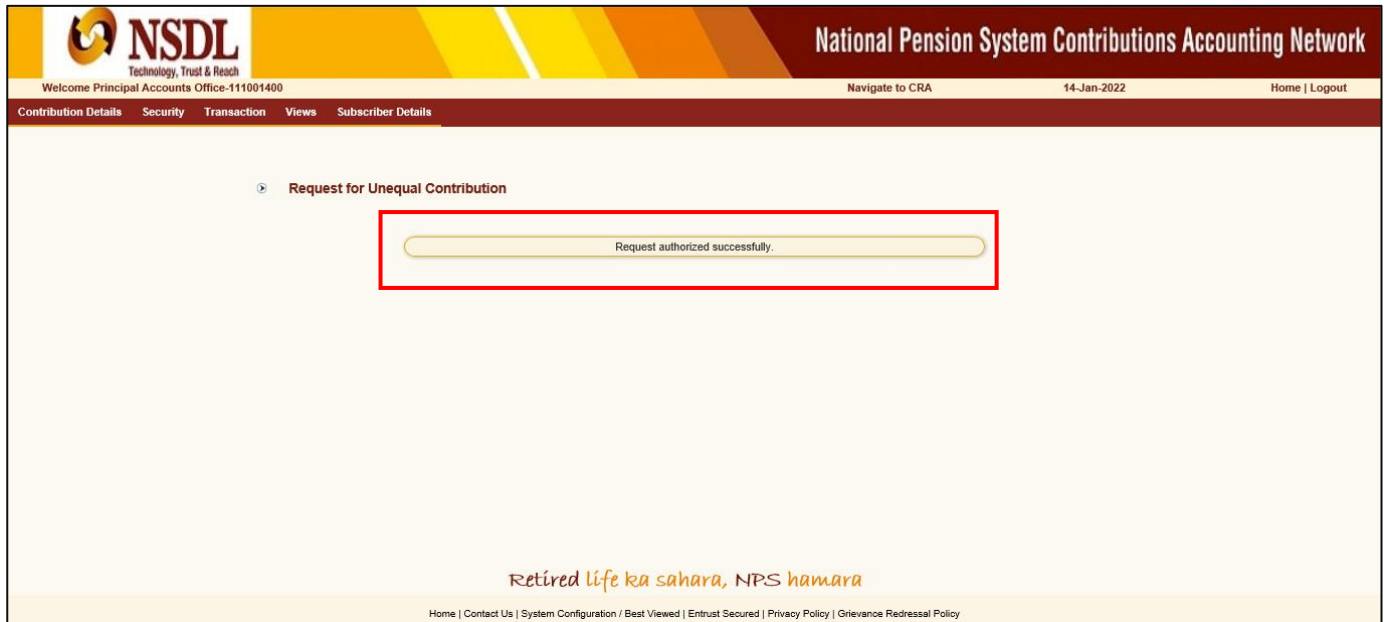 NSDL
Technology, Trust & Reach
National Pension System Contributions Accounting Network
Welcome Principal Accounts Office-111001400 Navigate to CRA 14-Jan-2022 Home | Logout
Contribution Details Security Transaction Views Subscriber Details
Request for Unequal Contribution
Request authorized successfully.
Retired life ka sahara, NPS hamara
Home | Contact Us | System Configuration / Best Viewed | Entrust Secured | Privacy Policy | Grievance Redressal Policy